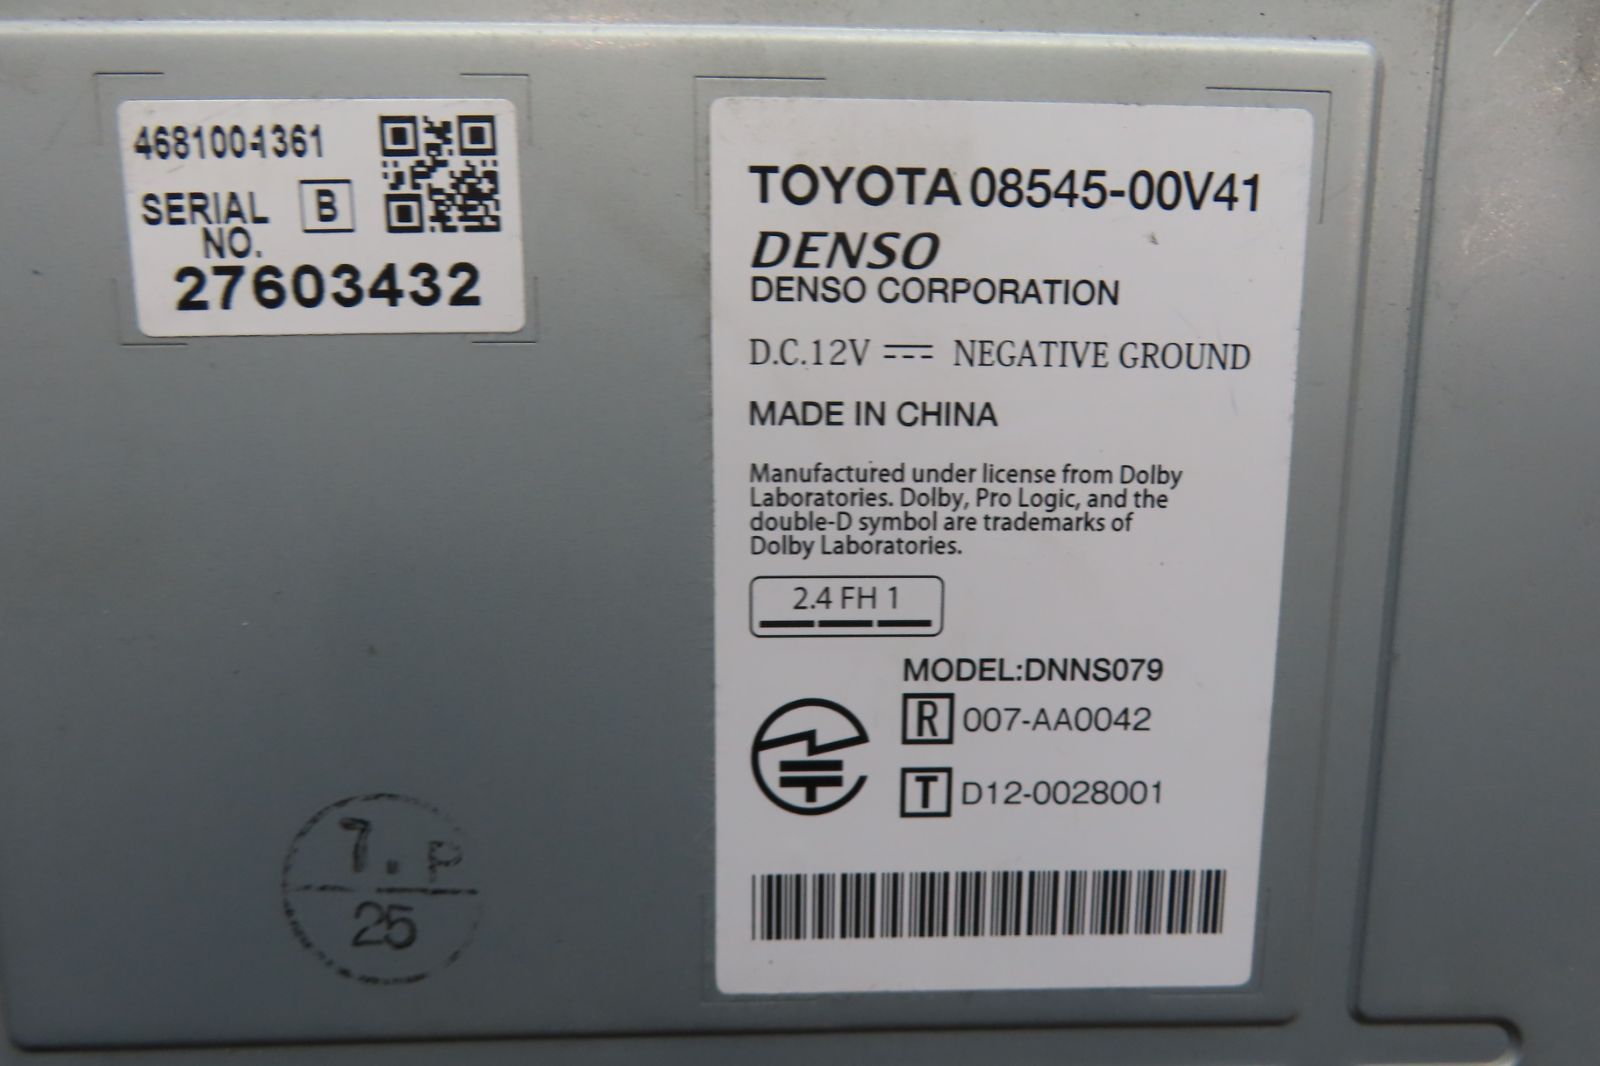 468100-1361
SERIAL B
NO.
27603432
TOYOTA 08545-00V41
DENSO
DENSO CORPORATION
D.C.12V NEGATIVE GROUND
MADE IN CHINA
Manufactured under license from Dolby
Laboratories. Dolby, Pro Logic, and the
double-D symbol are trademarks of
Dolby Laboratories.
2.4 FH 1
MODEL:DNNS079
R 007-AA0042
T D12-0028001
25